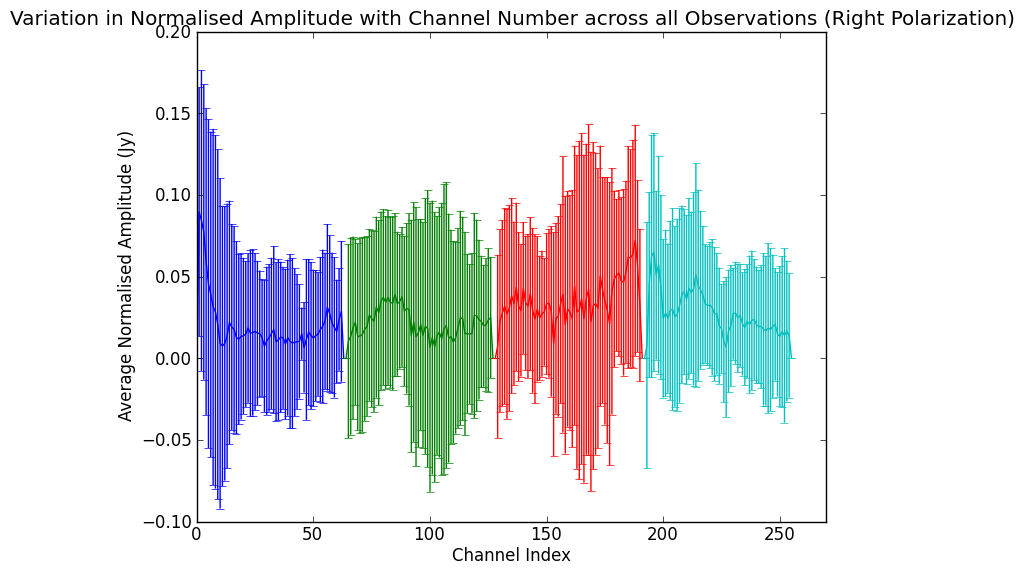 Variation in Normalised Amplitude with Channel Number across all Observations (Right Polarization)
0.20
0.15
0.10
0.05
0.00
−0.05
−0.10
Average Normalised Amplitude (Jy)
0 50 100 150 200 250
Channel Index